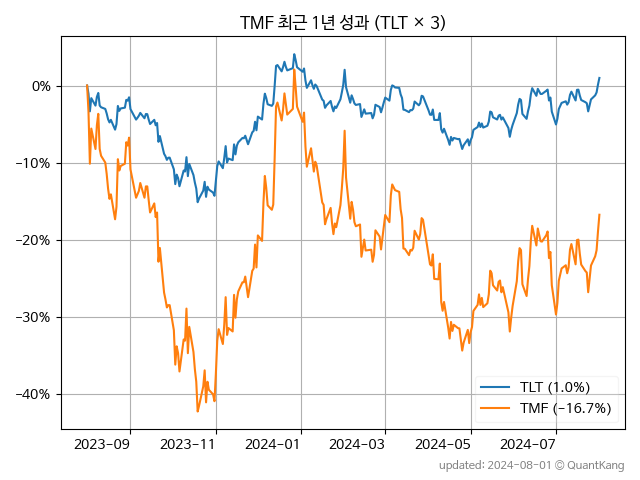 TMF 최근 1년 성과 (TLT × 3)
0%
−10%
−20%
−30%
−40%
TLT (1.0%)
TMF (−16.7%)
2023-09 2023-11 2024-01 2024-03 2024-05 2024-07
updated: 2024-08-01 © QuantKang